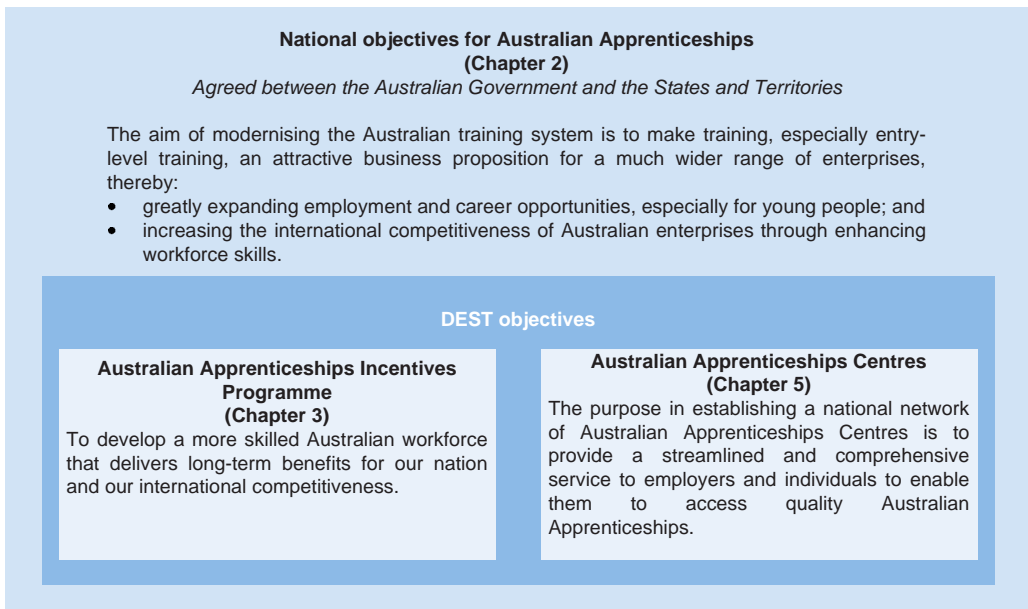 National objectives for Australian Apprenticeships
(Chapter 2)
Agreed between the Australian Government and the States and Territories
The aim of modernising the Australian training system is to make training, especially entry-
level training, an attractive business proposition for a much wider range of enterprises,
thereby:
• greatly expanding employment and career opportunities, especially for young people; and
• increasing the international competitiveness of Australian enterprises through enhancing
workforce skills.
DEST objectives
Australian Apprenticeships Incentives
Programme
(Chapter 3)
To develop a more skilled Australian workforce
that delivers long-term benefits for our nation
and our international competitiveness.
Australian Apprenticeships Centres
(Chapter 5)
The purpose in establishing a national network
of Australian Apprenticeships Centres is to
provide a streamlined and comprehensive
service to employers and individuals to enable
them to access quality Australian
Apprenticeships.